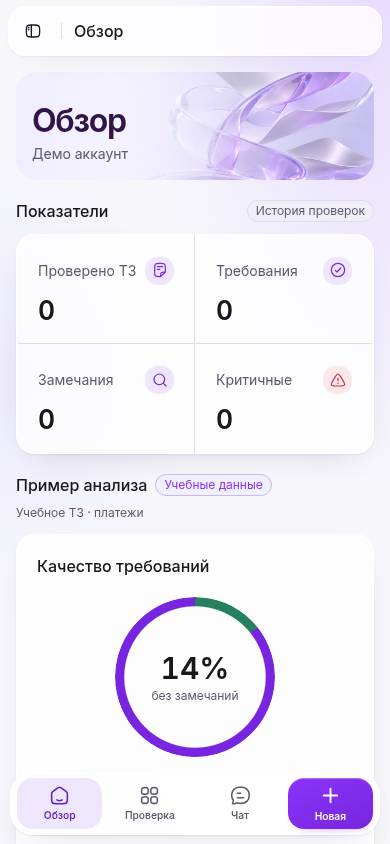 Обзор
Обзор
Демо аккаунт
Показатели
История проверок
Проверено ТЗ
0
Требования
0
Замечания
0
Критичные
0
Пример анализа
Учебные данные
Учебное ТЗ · платежи
Качество требований
14%
без замечаний
Обзор
Проверка
Чат
Новая